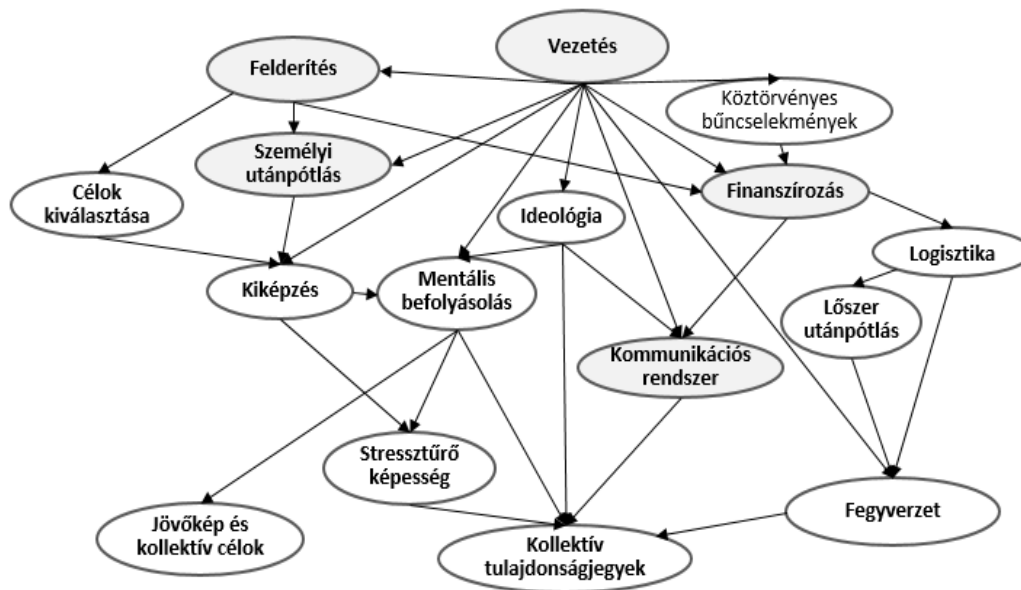 Vezetés
Felderítés
Köztörvényes
bűncselekmények
Személyi
utánpótlás
Finanszírozás
Célok
kiválasztása
Ideológia
Logisztika
Kiképzés
Mentális
befolyásolás
Lőszer
utánpótlás
Kommunikációs
rendszer
Stressztűrő
képesség
Fegyverzet
Jövőkép és
kollektív célok
Kollektív
tulajdonságjegyek